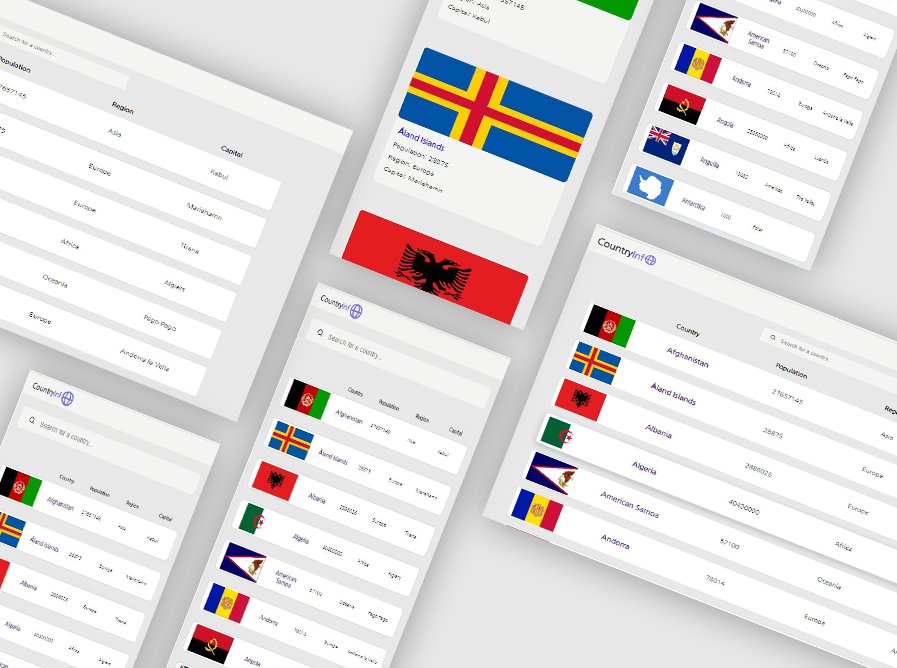 Search for a country...
Population
Region
Capital
27657145
Asia
Kabul
Europe
Mariehamn
Europe
Tirana
Africa
Algiers
Oceania
Pago Pago
Europe
Andorra la Vella
Region: Asia
Capital: Kabul
Åland Islands
Population: 28875
Region: Europe
Capital: Mariehamn
Africa
Algiers
American
Samoa
57100
Oceania
Pago Pago
Andorra
78014
Europe
Andorra la Vella
Angola
Africa
Luanda
Anguilla
Americas
The Valley
Antarctica
1000
Polar
CountryInf
Search for a country...
Country
Population
Region
Capital
Afghanistan
27657145
Asia
Kabul
Åland Islands
28875
Europe
Mariehamn
Albania
2886026
Europe
Tirana
Algeria
40400000
Africa
Algiers
CountryInf
Search for a country...
Country
Population
Region
Capital
Afghanistan
27657145
Asia
Kabul
Åland Islands
28875
Europe
Mariehamn
Albania
2886026
Europe
Tirana
Algeria
40400000
Africa
Algiers
American
Samoa
57100
Oceania
Pago Pago
Andorra
78014
Europe
Andorra la Vella
Angola
CountryInf
Search for a country...
Country
Population
Afghanistan
27657145
Asia
Åland Islands
28875
Europe
Albania
2886026
Europe
Algeria
40400000
Africa
American Samoa
57100
Oceania
Andorra
78014
Europe